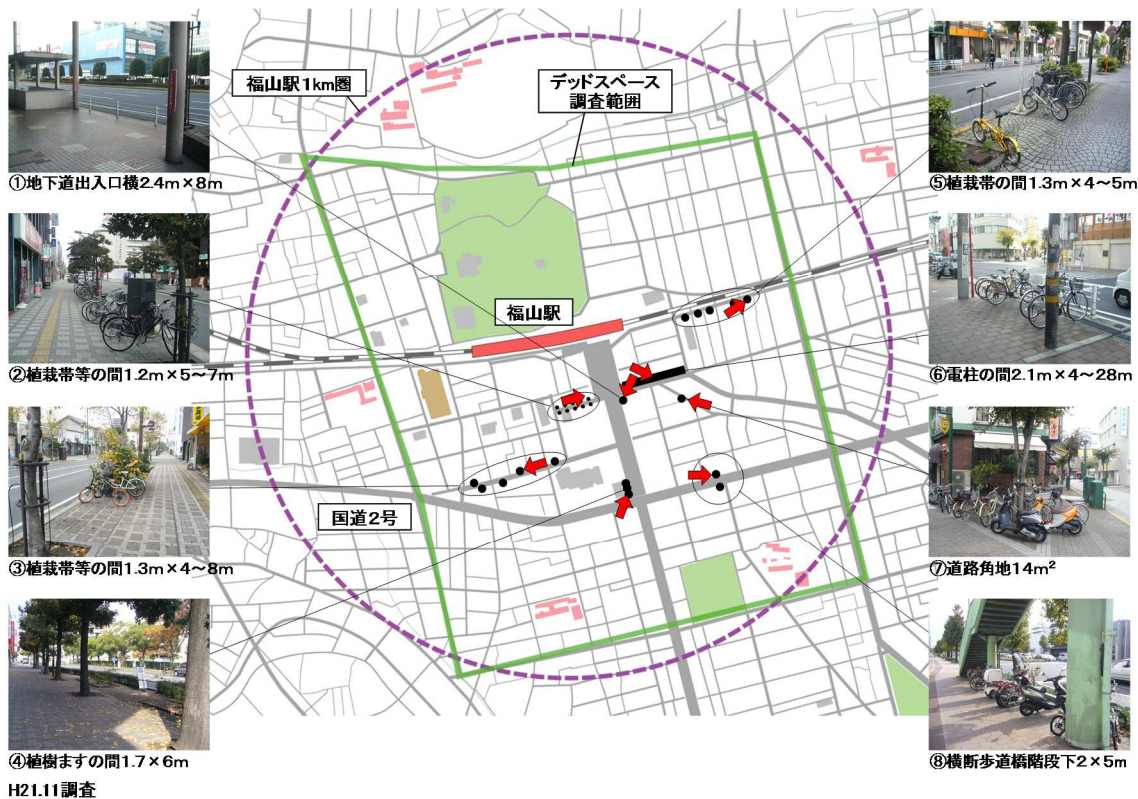 福山駅1km圏
デッドスペース
調査範囲
福山駅
国道2号
①地下道出入口横2.4m×8m
②植栽帯等の間1.2m×5～7m
③植栽帯等の間1.3m×4～8m
④植樹ますの間1.7×6m
H21.11調査
⑤植栽帯の間1.3m×4～5m
⑥電柱の間2.1m×4～28m
⑦道路角地14m²
⑧横断歩道橋階段下2×5m